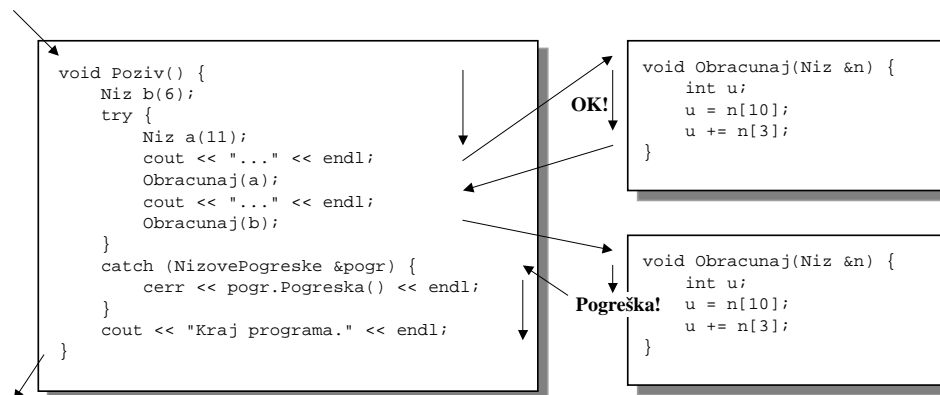 void Poziv() {
    Niz b(6);
    try {
        Niz a(11);
        cout << "..." << endl;
        Obracunaj(a);
        cout << "..." << endl;
        Obracunaj(b);
    }
    catch (NizovePogreske &pogr) {
        cerr << pogr.Pogreska() << endl;
    }
    cout << "Kraj programa." << endl;
}
OK!
void Obracunaj(Niz &n) {
    int u;
    u = n[10];
    u += n[3];
}
Pogreška!
void Obracunaj(Niz &n) {
    int u;
    u = n[10];
    u += n[3];
}